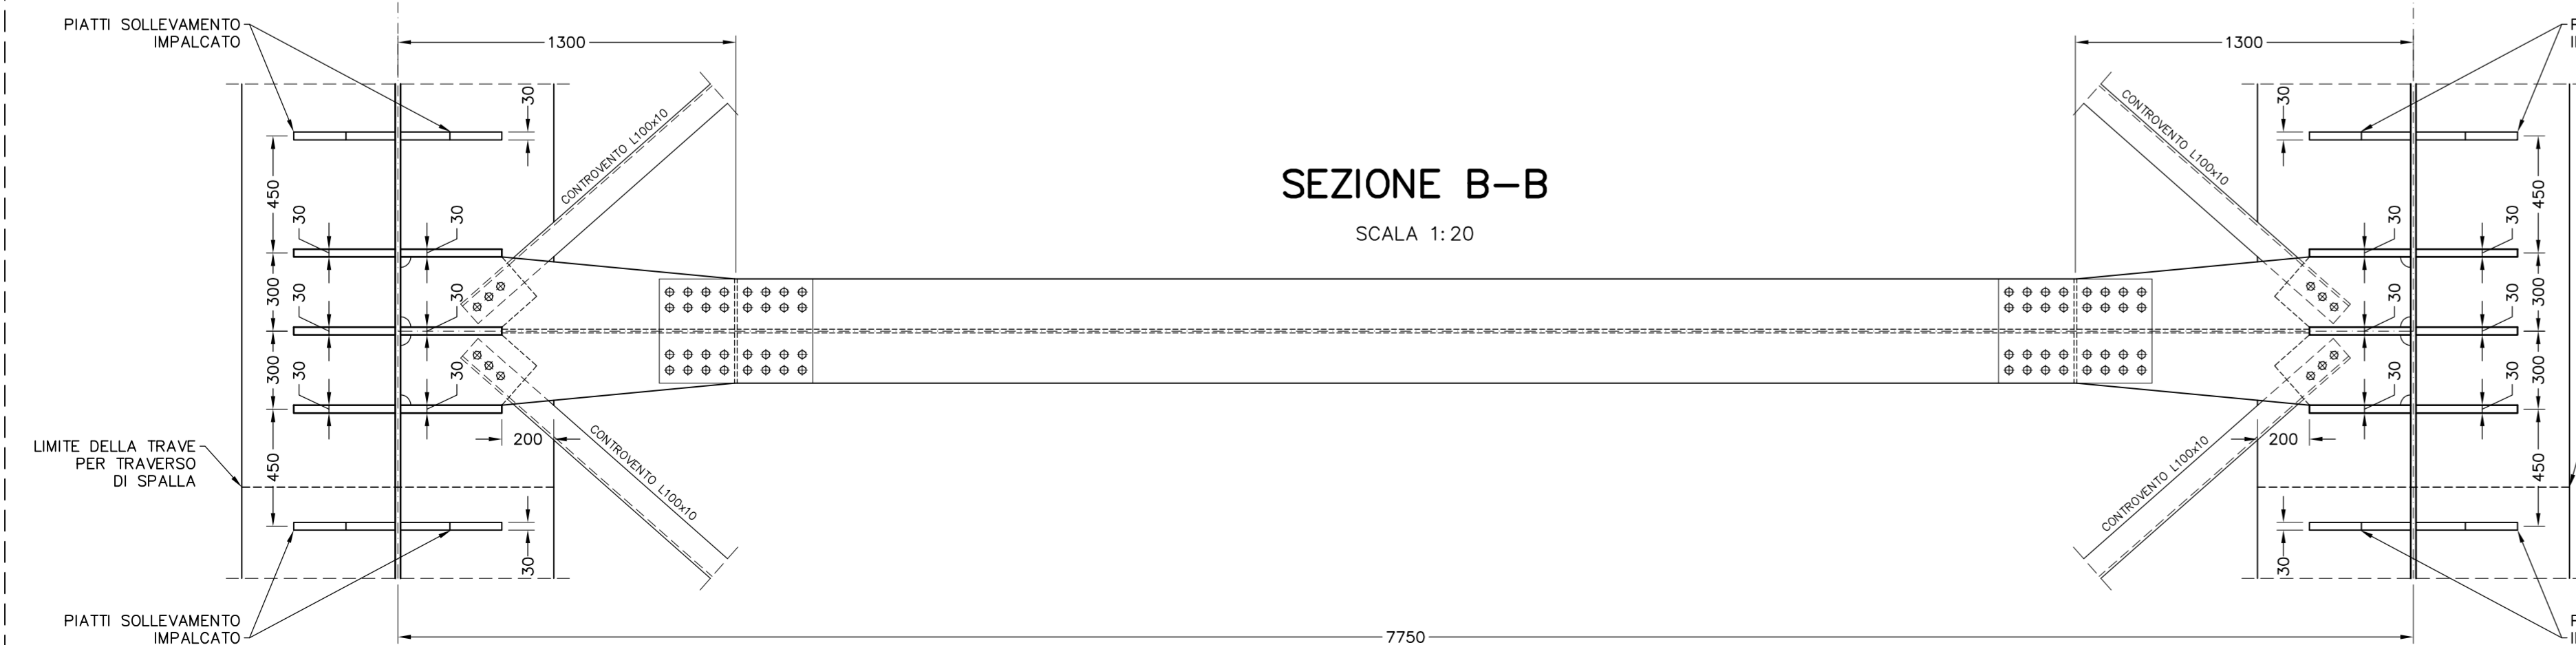 PIATTI SOLLEVAMENTO
IMPALCATO
1300
1300
30
30
CONTROVENTO L100x10
CONTROVENTO L100x10
SEZIONE B–B
SCALA 1:20
450
30
30
30
30
450
300
30
30
30
30
300
300
30
30
30
30
300
200
200
LIMITE DELLA TRAVE
PER TRAVERSO
DI SPALLA
450
CONTROVENTO L100x10
CONTROVENTO L100x10
450
30
30
PIATTI SOLLEVAMENTO
IMPALCATO
7750